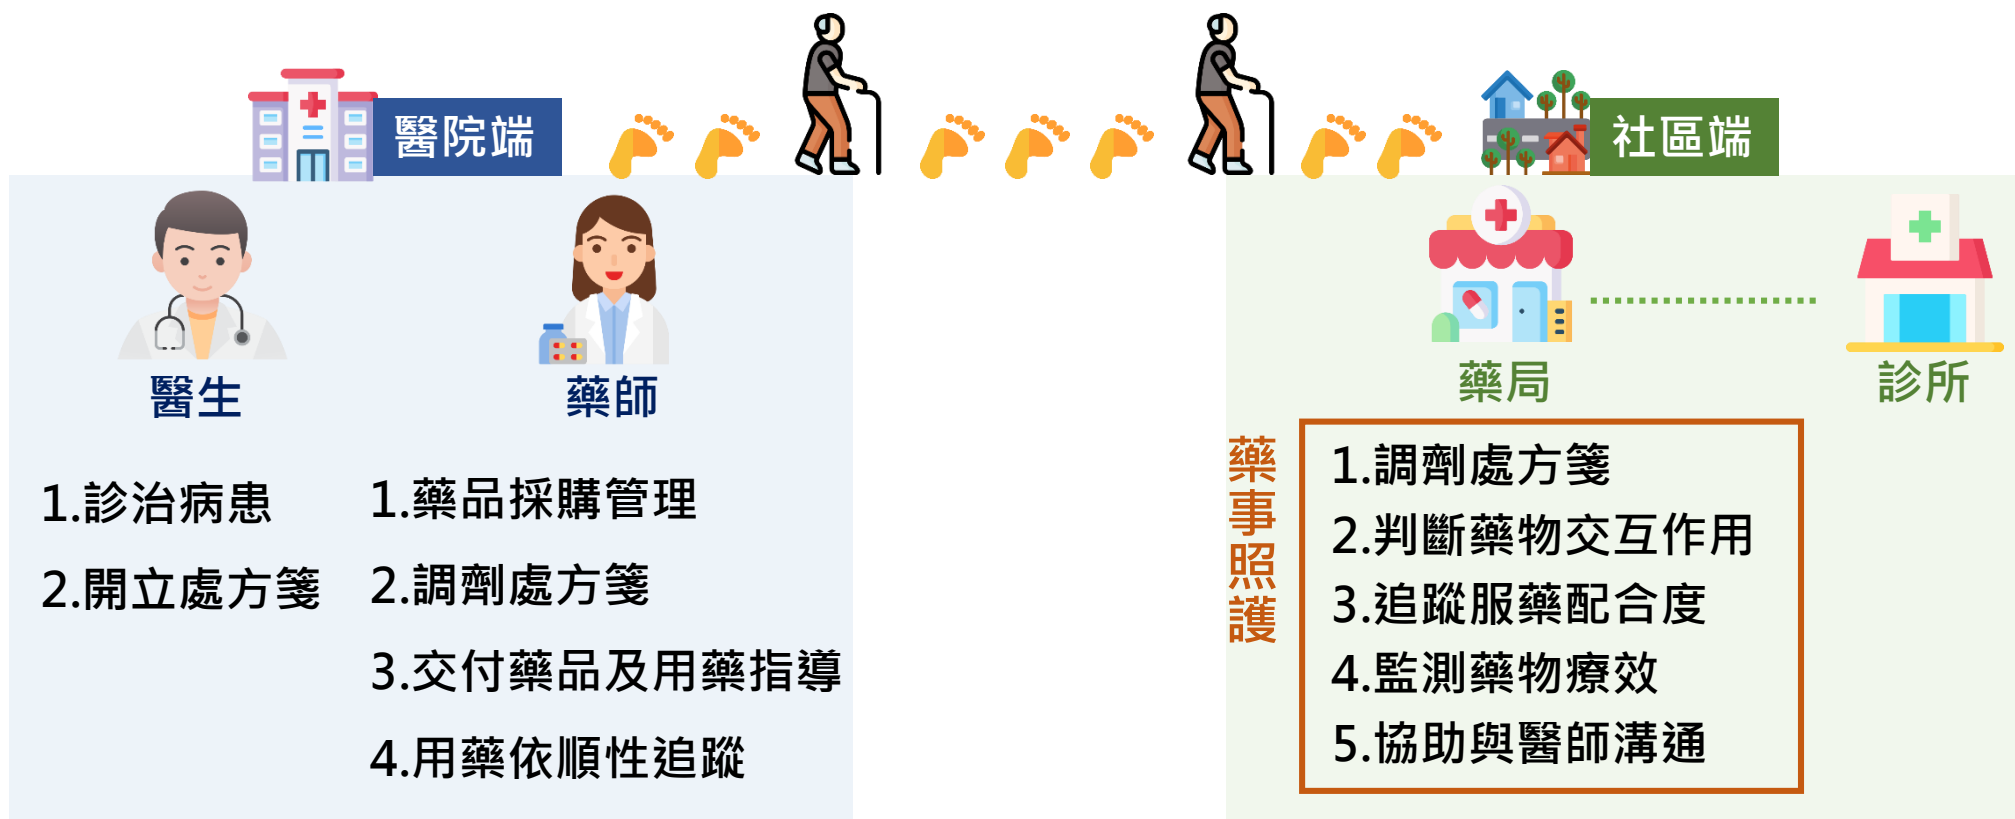 醫院端
社區端
醫生
藥師
藥局
診所
1.診治病患
2.開立處方箋
1.藥品採購管理
2.調劑處方箋
3.交付藥品及用藥指導
4.用藥依順性追蹤
藥事照護
1.調劑處方箋
2.判斷藥物交互作用
3.追蹤服藥配合度
4.監測藥物療效
5.協助與醫師溝通